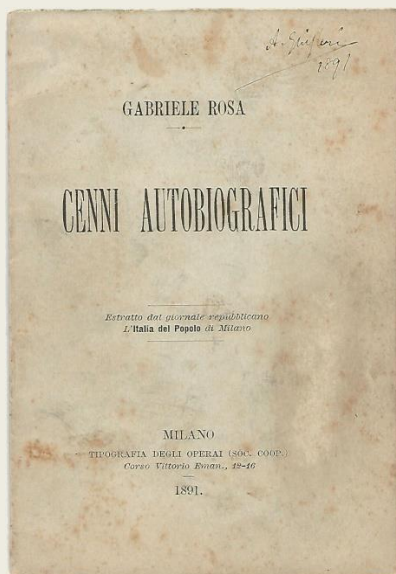 1891
GABRIELE ROSA
CENNI AUTOBIOGRAFICI
Estratto dal giornale repubblicano
L'Italia del Popolo di Milano
MILANO
TIPOGRAFIA DEGLI OPERAI (SOC. COOP.)
Corso Vittorio Eman., 12-16
1891.